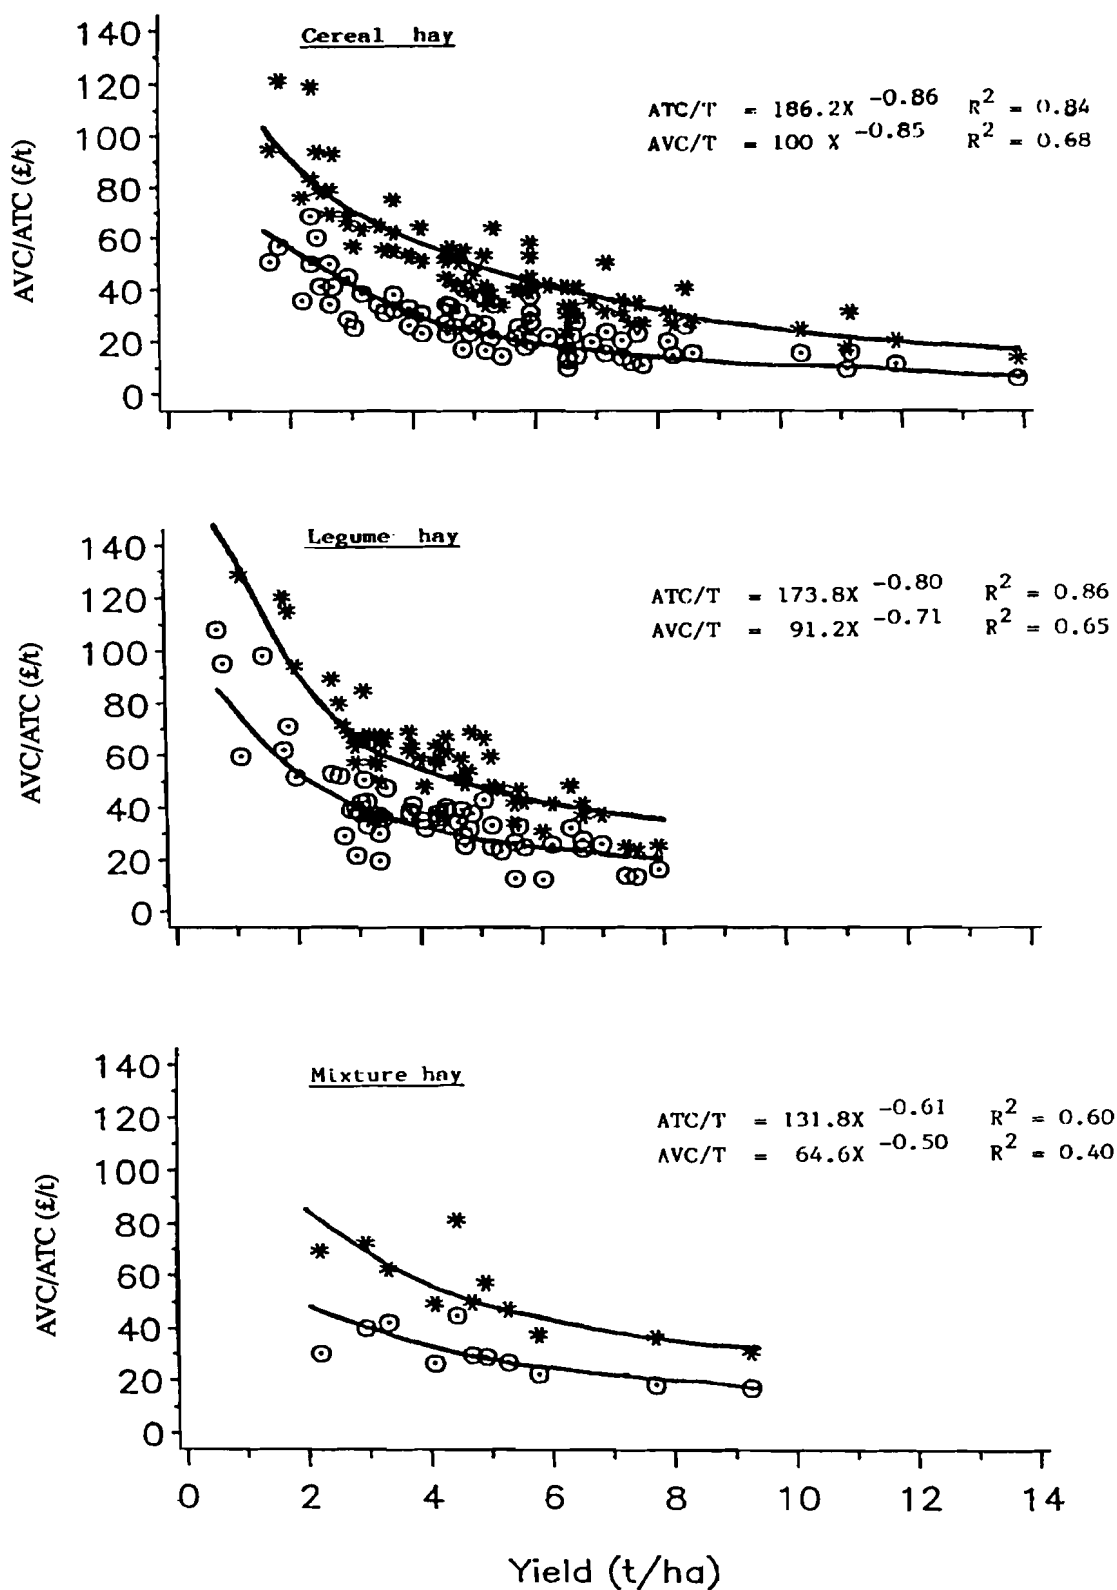 Cereal hay
140
120
100
80
60
40
20
0
AVC/ATC (£/t)
ATC/T = 186.2X −0.86 R² = 0.84
AVC/T = 100 X −0.85 R² = 0.68
Legume hay
140
120
100
80
60
40
20
0
AVC/ATC (£/t)
ATC/T = 173.8X −0.80 R² = 0.86
AVC/T = 91.2X −0.71 R² = 0.65
Mixture hay
140
120
100
80
60
40
20
0
AVC/ATC (£/t)
ATC/T = 131.8X −0.61 R² = 0.60
AVC/T = 64.6X −0.50 R² = 0.40
0 2 4 6 8 10 12 14
Yield (t/ha)